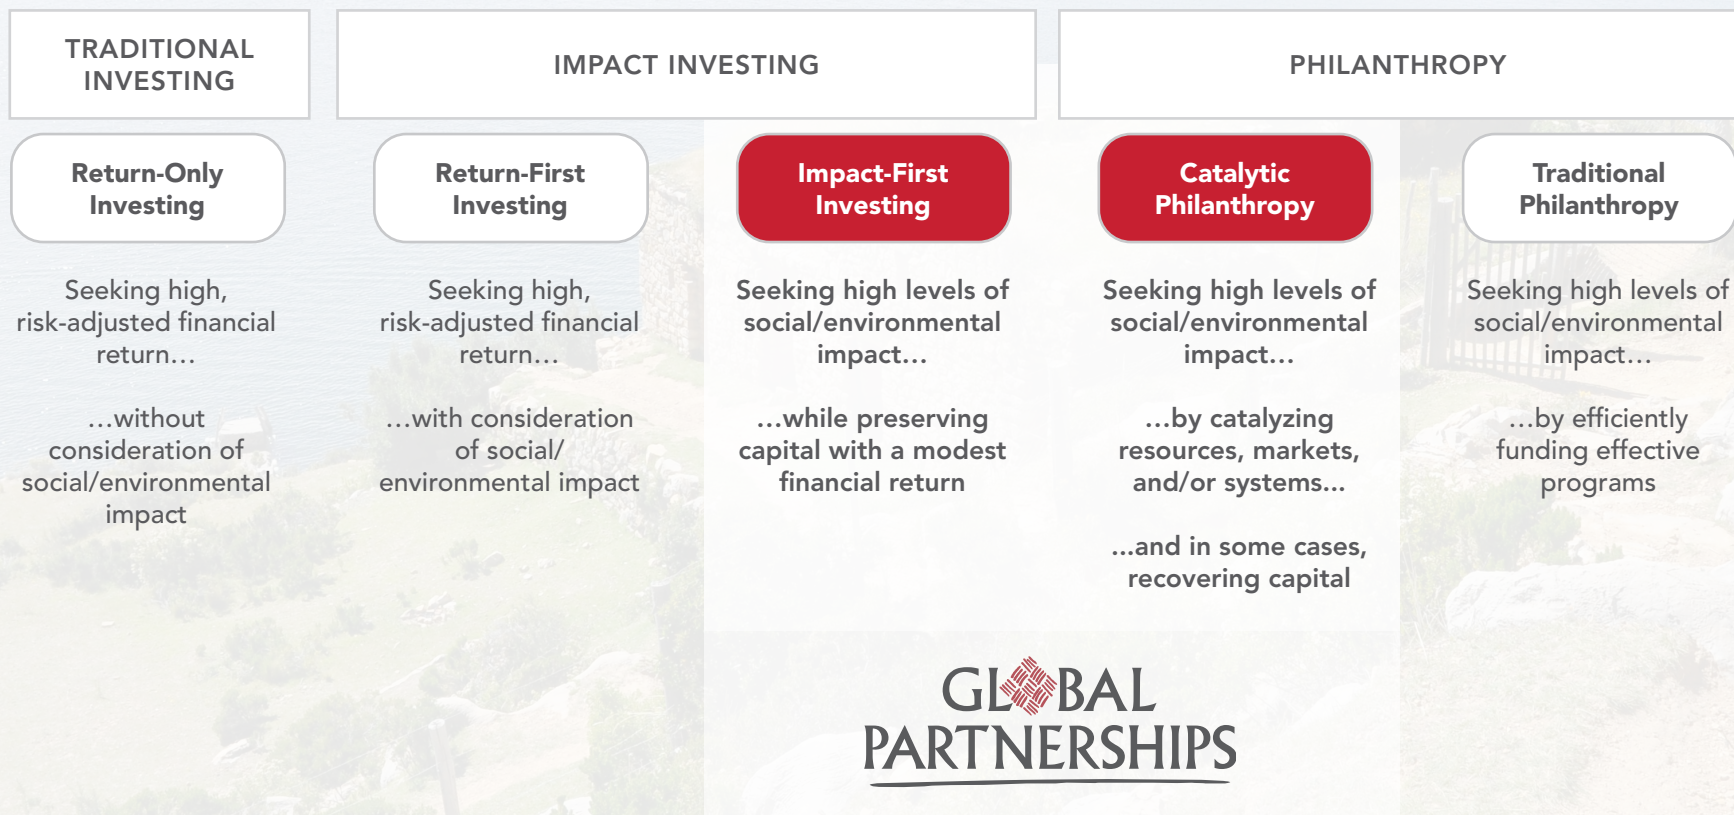 TRADITIONAL
INVESTING
IMPACT INVESTING
PHILANTHROPY
Return-Only
Investing
Seeking high,
risk-adjusted financial
return…
…without
consideration of
social/environmental
impact
Return-First
Investing
Seeking high,
risk-adjusted financial
return…
…with consideration
of social/
environmental impact
Impact-First
Investing
Seeking high levels of
social/environmental
impact…
…while preserving
capital with a modest
financial return
Catalytic
Philanthropy
Seeking high levels of
social/environmental
impact…
…by catalyzing
resources, markets,
and/or systems...
...and in some cases,
recovering capital
Traditional
Philanthropy
Seeking high levels of
social/environmental
impact…
…by efficiently
funding effective
programs
GLOBAL
PARTNERSHIPS